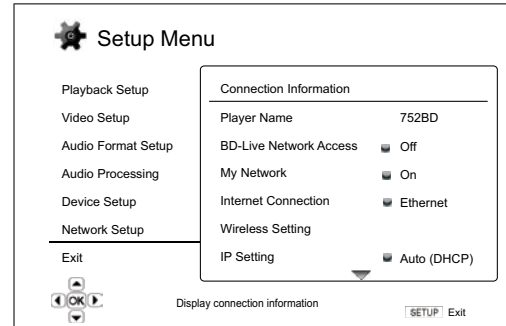 Setup Menu
Playback Setup
Video Setup
Audio Format Setup
Audio Processing
Device Setup
Network Setup
Exit
Connection Information
Player Name 752BD
BD-Live Network Access Off
My Network On
Internet Connection Ethernet
Wireless Setting
IP Setting Auto (DHCP)
OK
Display connection information
SETUP Exit